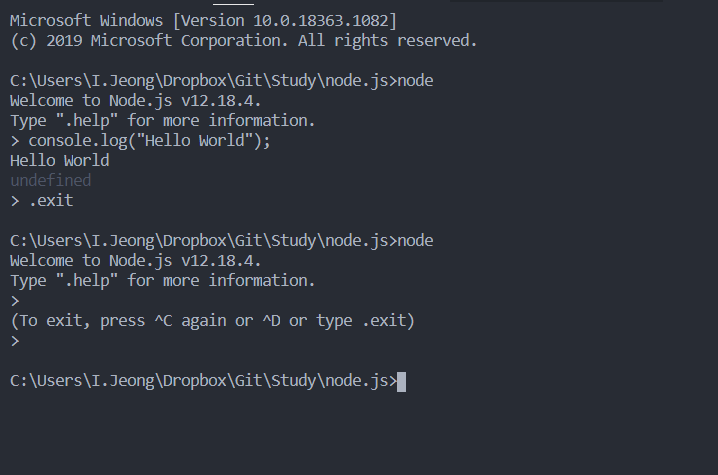 Microsoft Windows [Version 10.0.18363.1082]
(c) 2019 Microsoft Corporation. All rights reserved.
C:\Users\I.Jeong\Dropbox\Git\Study\node.js>node
Welcome to Node.js v12.18.4.
Type ".help" for more information.
> console.log("Hello World");
Hello World
undefined
> .exit
C:\Users\I.Jeong\Dropbox\Git\Study\node.js>node
Welcome to Node.js v12.18.4.
Type ".help" for more information.
>
(To exit, press ^C again or ^D or type .exit)
>
C:\Users\I.Jeong\Dropbox\Git\Study\node.js>